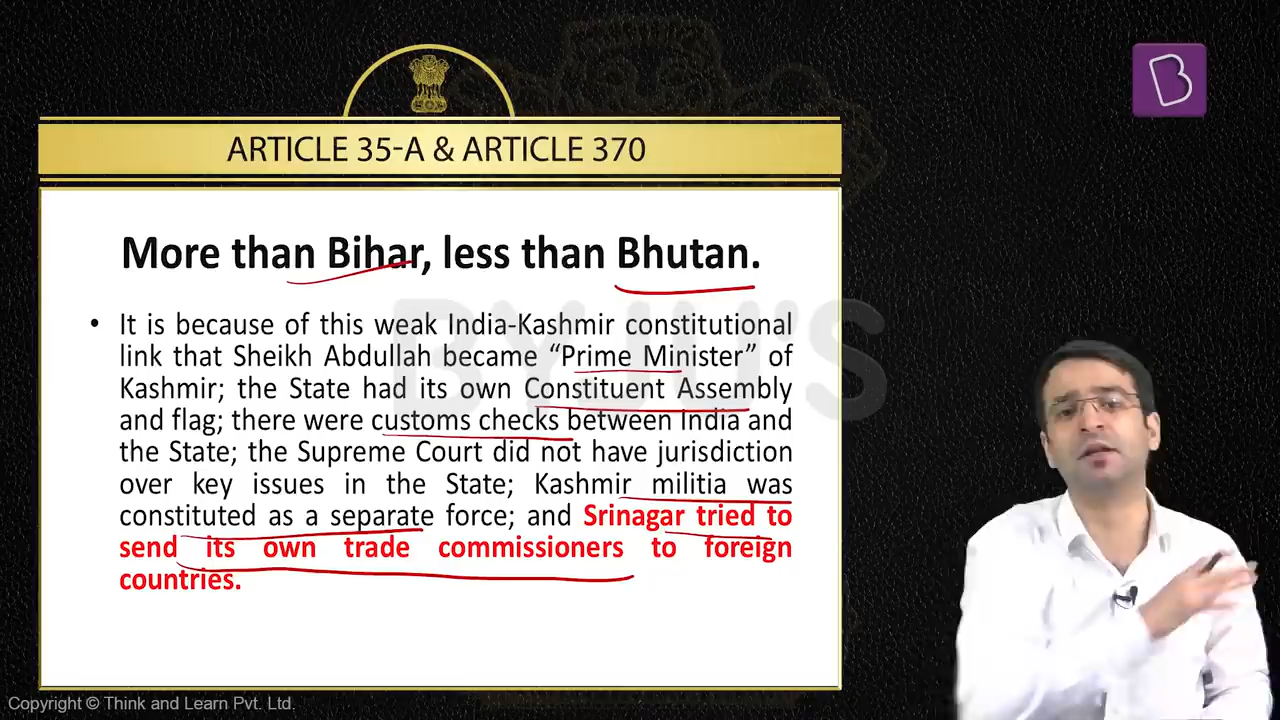 ARTICLE 35-A & ARTICLE 370
More than Bihar, less than Bhutan.
• It is because of this weak India-Kashmir constitutional
link that Sheikh Abdullah became “Prime Minister” of
Kashmir; the State had its own Constituent Assembly
and flag; there were customs checks between India and
the State; the Supreme Court did not have jurisdiction
over key issues in the State; Kashmir militia was
constituted as a separate force; and Srinagar tried to
send its own trade commissioners to foreign
countries.
BYJU'S
B
Copyright © Think and Learn Pvt. Ltd.